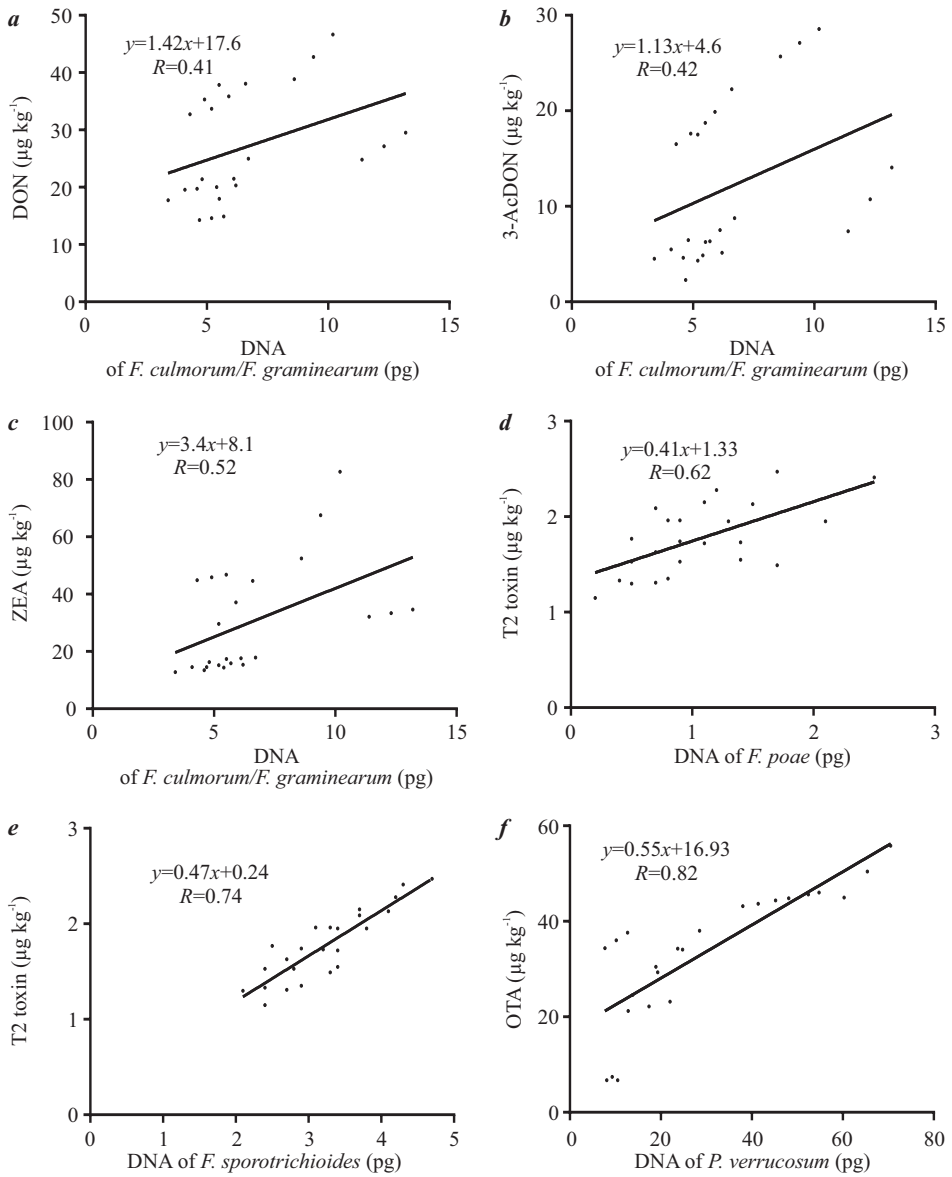 a
y=1.42x+17.6
R=0.41
DON (µg kg⁻¹)
50
40
30
20
10
0
0 5 10 15
DNA
of F. culmorum/F. graminearum (pg)
b
y=1.13x+4.6
R=0.42
3-AcDON (µg kg⁻¹)
30
20
10
0
0 5 10 15
DNA
of F. culmorum/F. graminearum (pg)
c
y=3.4x+8.1
R=0.52
ZEA (µg kg⁻¹)
100
80
60
40
20
0
0 5 10 15
DNA
of F. culmorum/F. graminearum (pg)
d
y=0.41x+1.33
R=0.62
T2 toxin (µg kg⁻¹)
3
2
1
0
0 1 2 3
DNA of F. poae (pg)
e
y=0.47x+0.24
R=0.74
T2 toxin (µg kg⁻¹)
3
2
1
0
0 1 2 3 4 5
DNA of F. sporotrichioides (pg)
f
y=0.55x+16.93
R=0.82
OTA (µg kg⁻¹)
60
40
20
0
0 20 40 60 80
DNA of P. verrucosum (pg)